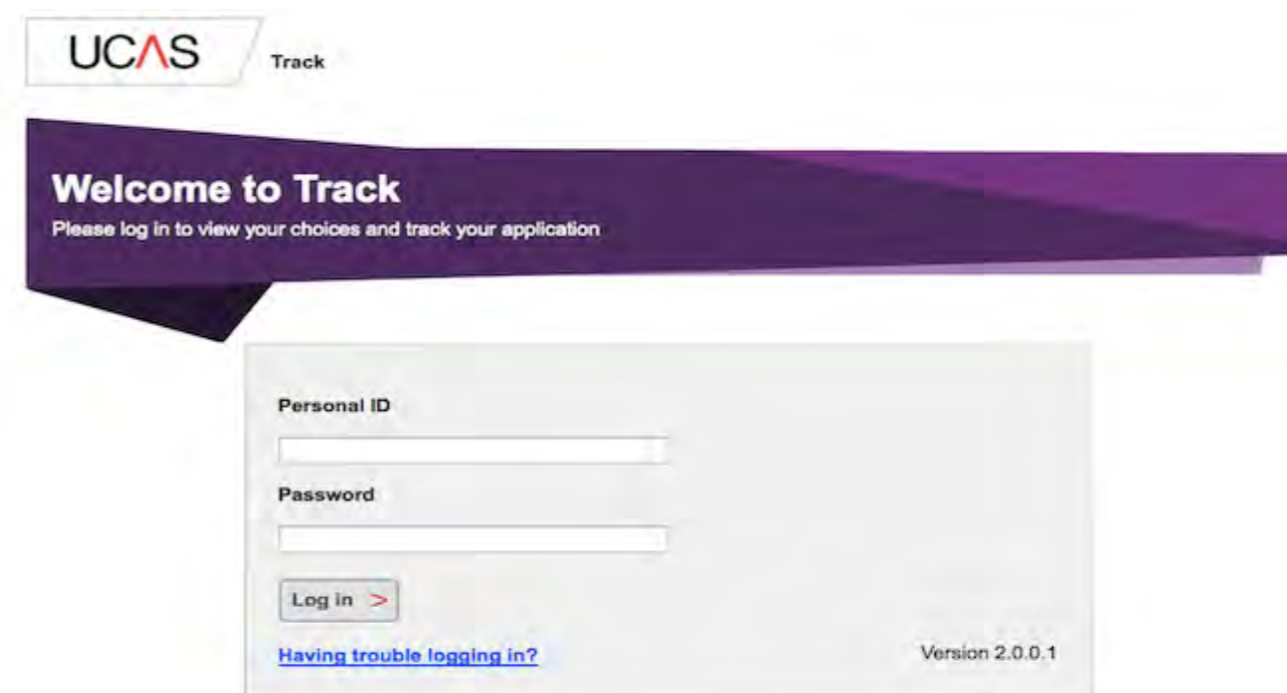 UCAS
Track
Welcome to Track
Please log in to view your choices and track your application
Personal ID
Password
Log in >
Having trouble logging in?
Version 2.0.0.1